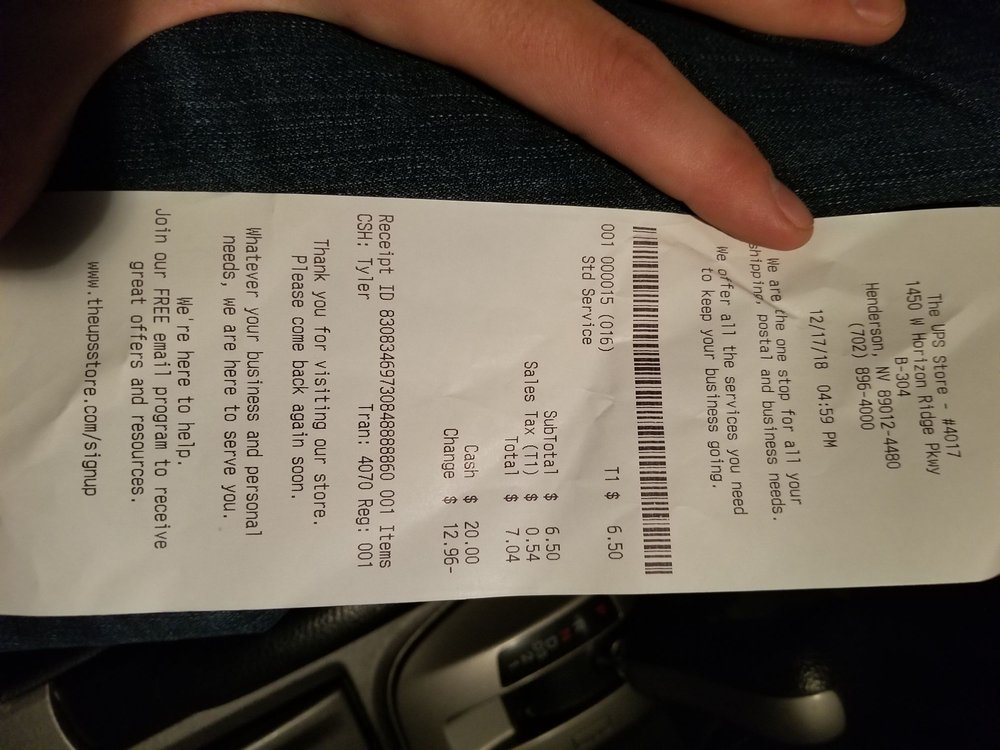 The UPS Store - #4017
1450 W Horizon Ridge Pkwy
B-304
Henderson, NV 89012-4480
(702) 896-4000
12/17/18 04:59 PM
We are the one stop for all your
shipping, postal and business needs.
We offer all the services you need
to keep your business going.
001 000015 (016) T1 $ 6.50
Std Service
SubTotal $ 6.50
Sales Tax (T1) $ 0.54
Total $ 7.04
Cash $ 20.00
Change $ 12.96-
Receipt ID 83083469730848888860 001 Items
CSH: Tyler Tran: 4070 Reg: 001
Thank you for visiting our store.
Please come back again soon.
Whatever your business and personal
needs, we are here to serve you.
We're here to help.
Join our FREE email program to receive
great offers and resources.
www.theupsstore.com/signup